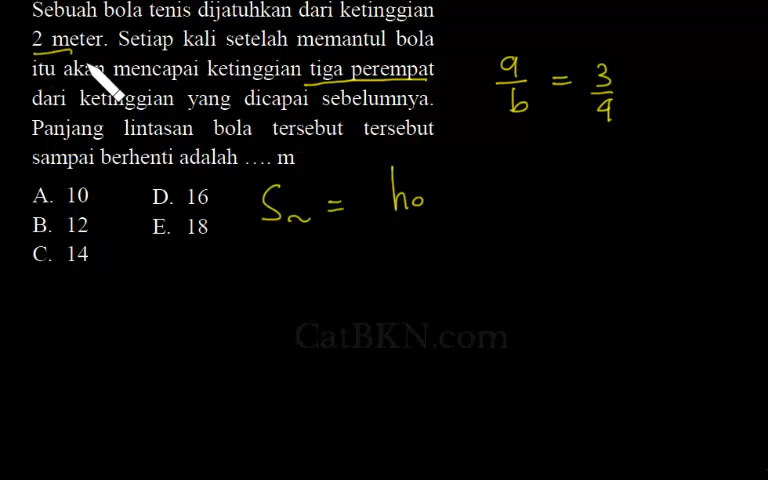 Sebuah bola tenis dijatuhkan dari ketinggian
2 meter. Setiap kali setelah memantul bola
itu akan mencapai ketinggian tiga perempat
dari ketinggian yang dicapai sebelumnya.
Panjang lintasan bola tersebut tersebut
sampai berhenti adalah .... m
A. 10
B. 12
C. 14
D. 16
E. 18
a/b = 3/4
S~ = ho
CatBKN.com